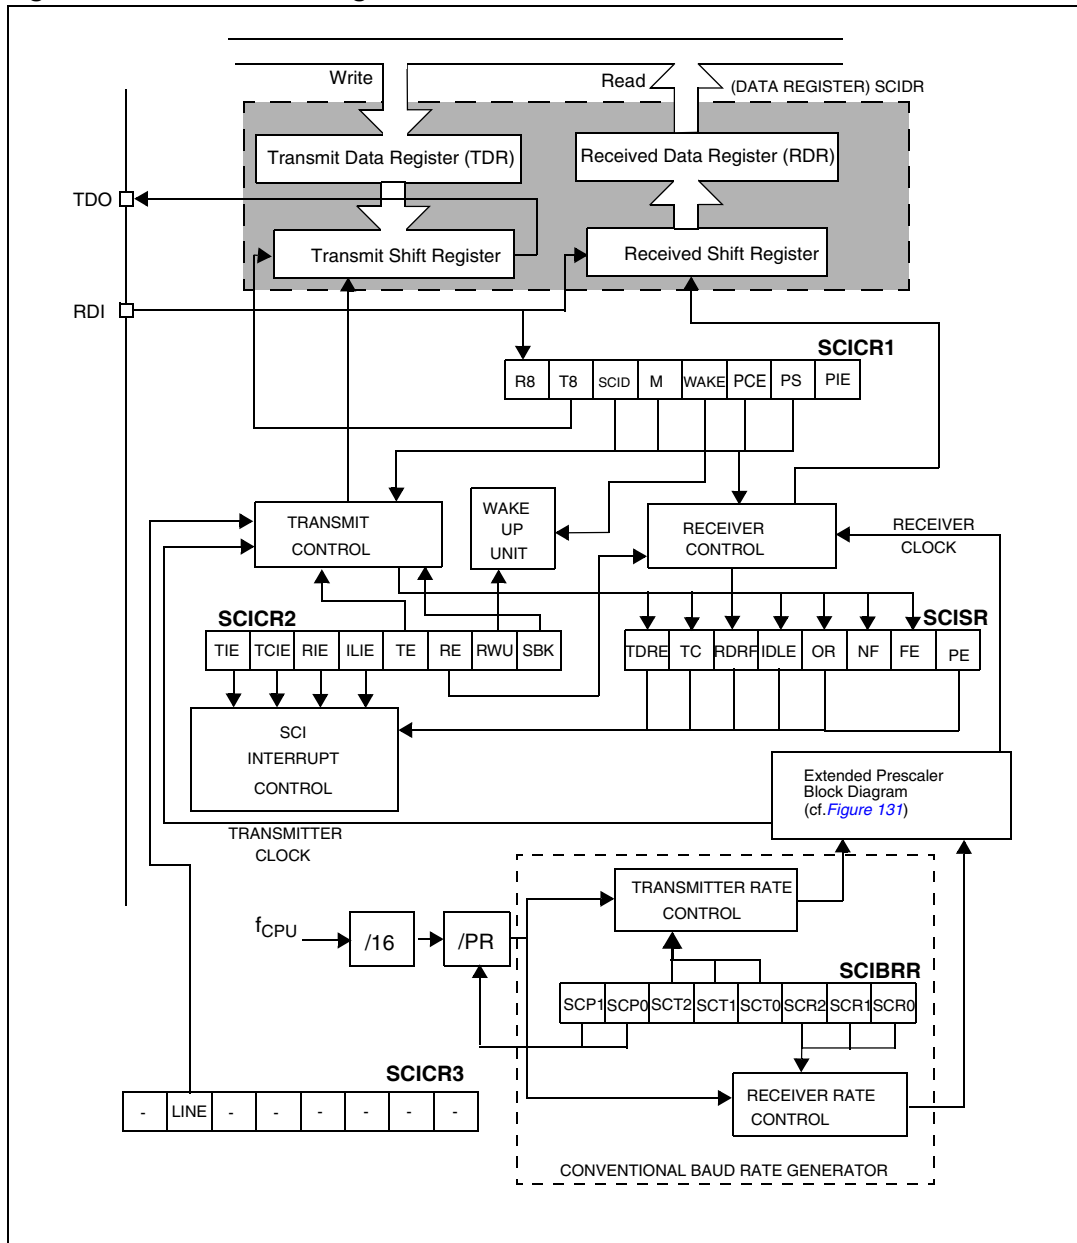 Write
Read
(DATA REGISTER) SCIDR
Transmit Data Register (TDR)
Received Data Register (RDR)
TDO
Transmit Shift Register
Received Shift Register
RDI
SCICR1
R8 T8 SCID M WAKE PCE PS PIE
TRANSMIT
CONTROL
WAKE
UP
UNIT
RECEIVER
CONTROL
RECEIVER
CLOCK
SCICR2
TIE TCIE RIE ILIE TE RE RWU SBK
SCISR
TDRE TC RDRF IDLE OR NF FE PE
SCI
INTERRUPT
CONTROL
Extended Prescaler
Block Diagram
(cf.Figure 131)
TRANSMITTER
CLOCK
TRANSMITTER RATE
CONTROL
fCPU
/16
/PR
SCIBRR
SCP1 SCP0 SCT2 SCT1 SCT0 SCR2 SCR1 SCR0
SCICR3
- LINE - - - - - -
RECEIVER RATE
CONTROL
CONVENTIONAL BAUD RATE GENERATOR